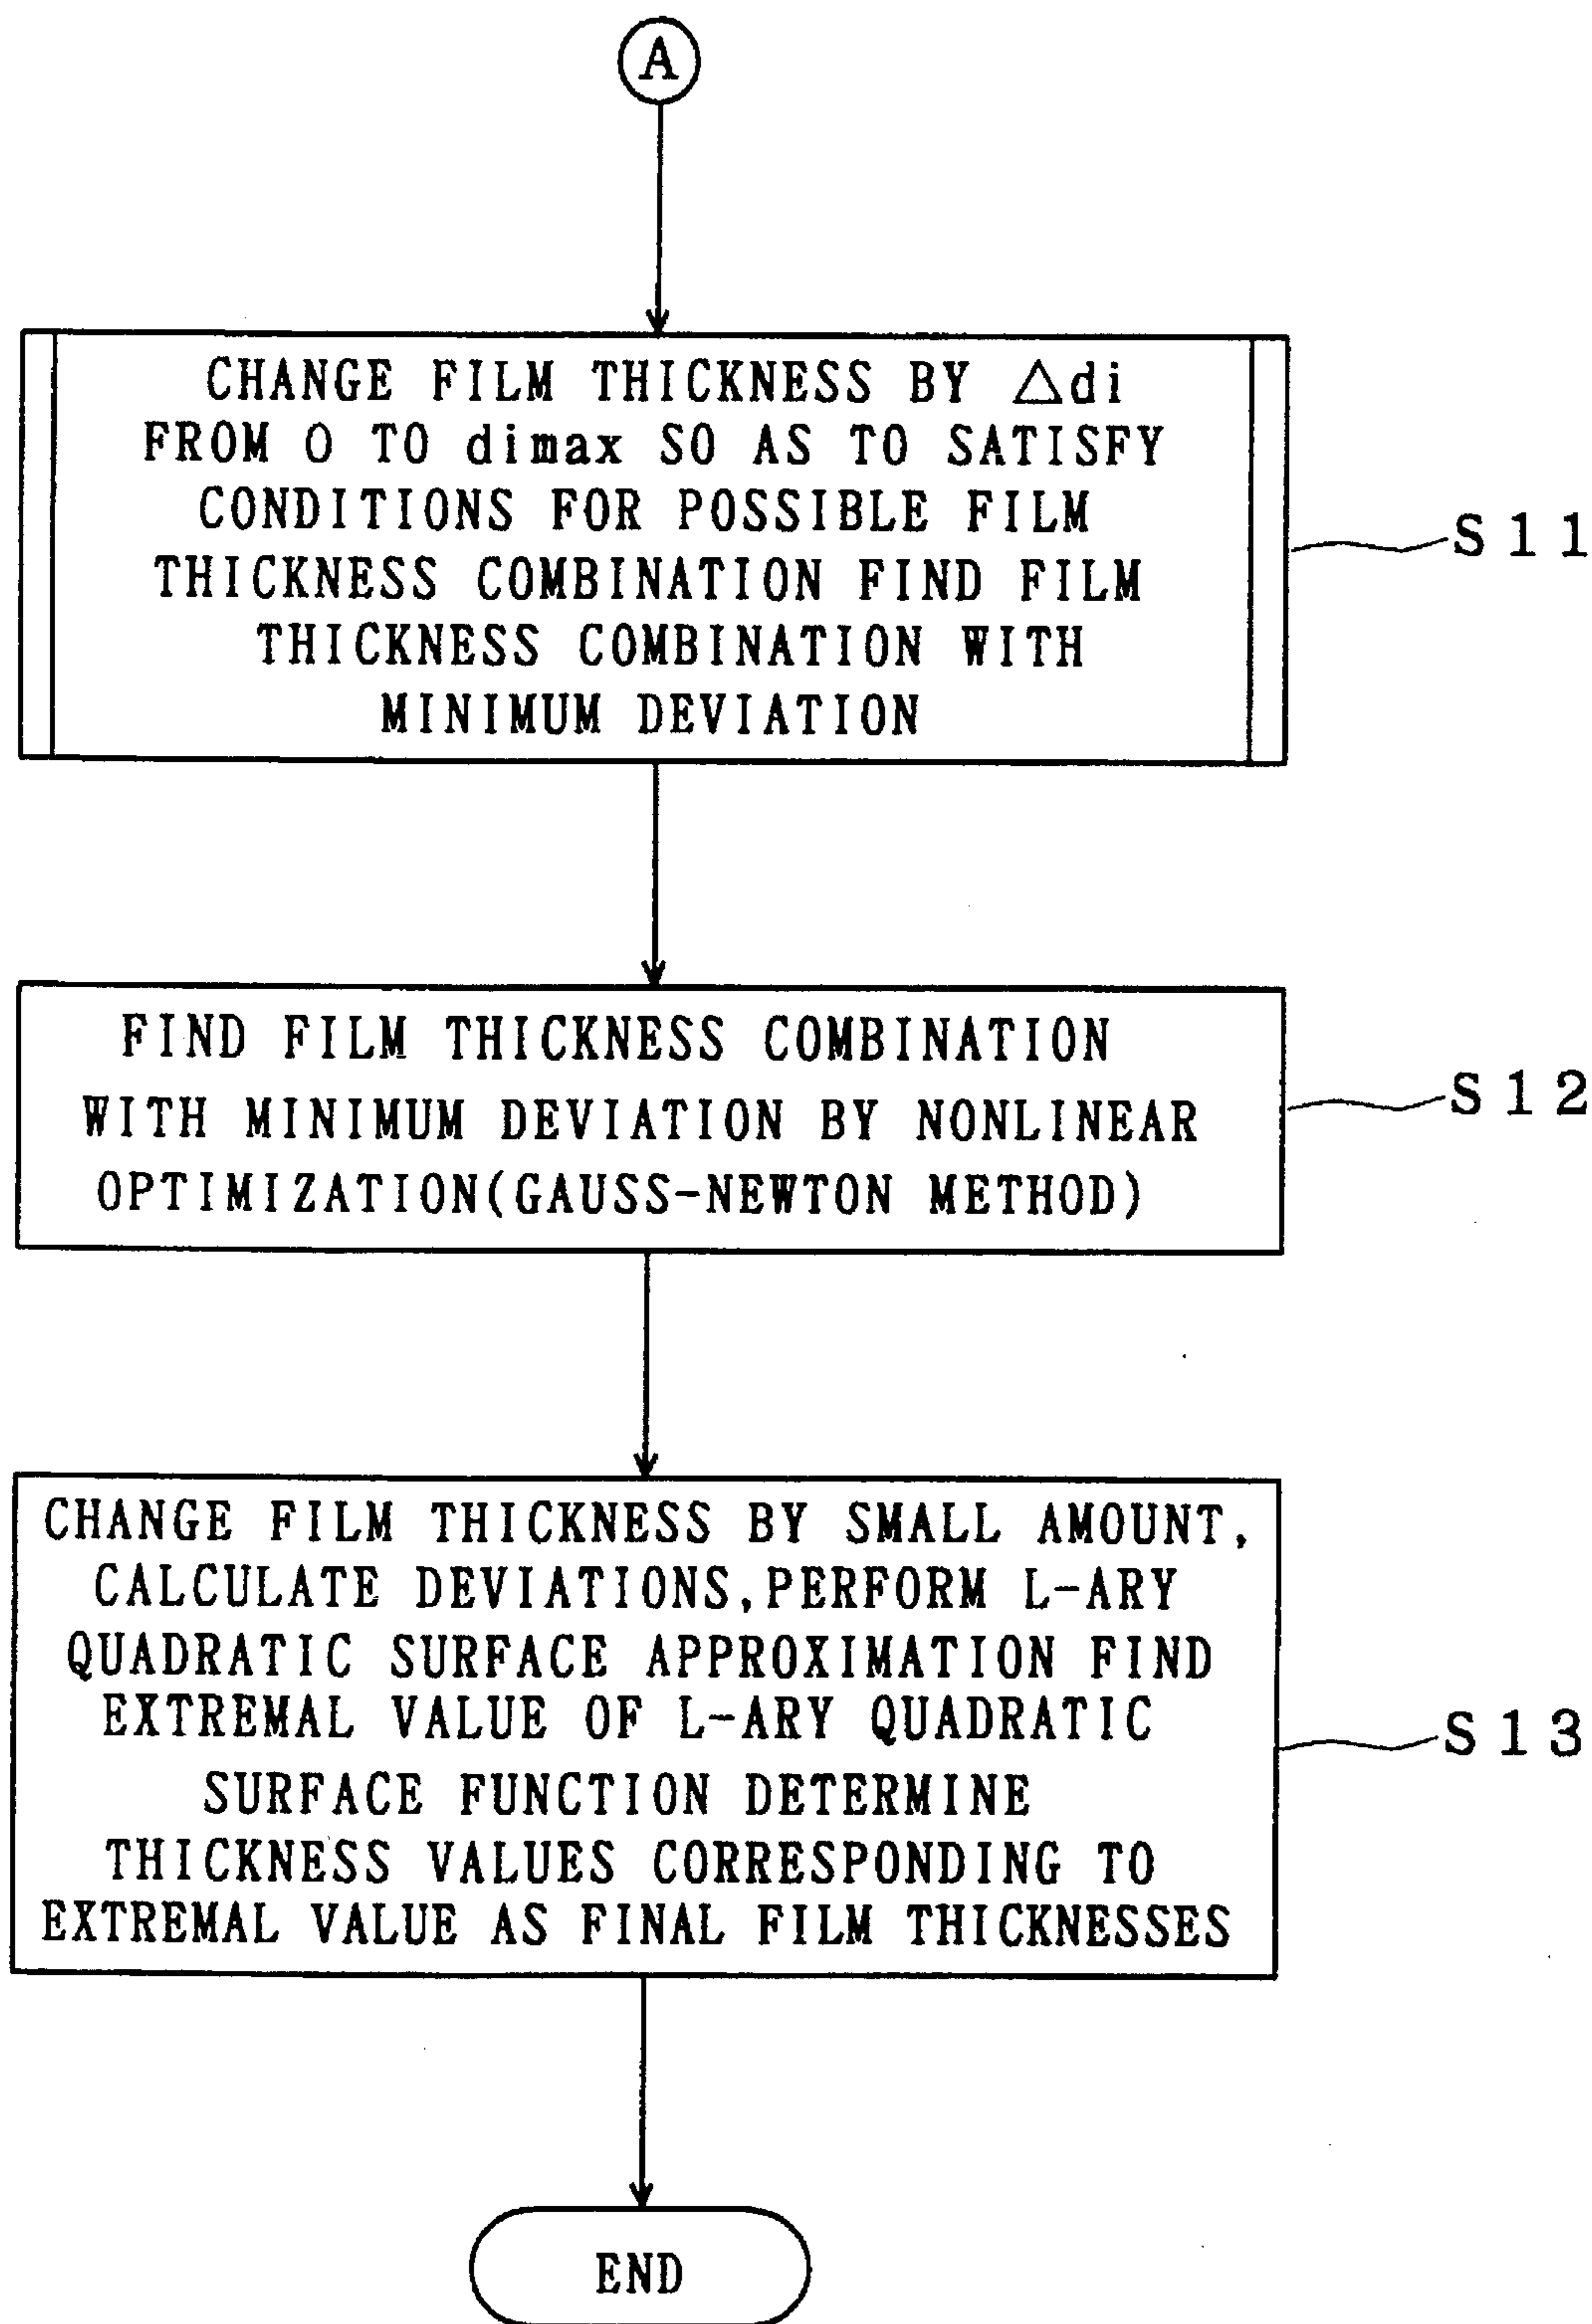 A
CHANGE FILM THICKNESS BY △di
FROM 0 TO dimax SO AS TO SATISFY
CONDITIONS FOR POSSIBLE FILM
THICKNESS COMBINATION FIND FILM
THICKNESS COMBINATION WITH
MINIMUM DEVIATION
S11
FIND FILM THICKNESS COMBINATION
WITH MINIMUM DEVIATION BY NONLINEAR
OPTIMIZATION(GAUSS-NEWTON METHOD)
S12
CHANGE FILM THICKNESS BY SMALL AMOUNT,
CALCULATE DEVIATIONS,PERFORM L-ARY
QUADRATIC SURFACE APPROXIMATION FIND
EXTREMAL VALUE OF L-ARY QUADRATIC
SURFACE FUNCTION DETERMINE
THICKNESS VALUES CORRESPONDING TO
EXTREMAL VALUE AS FINAL FILM THICKNESSES
S13
END